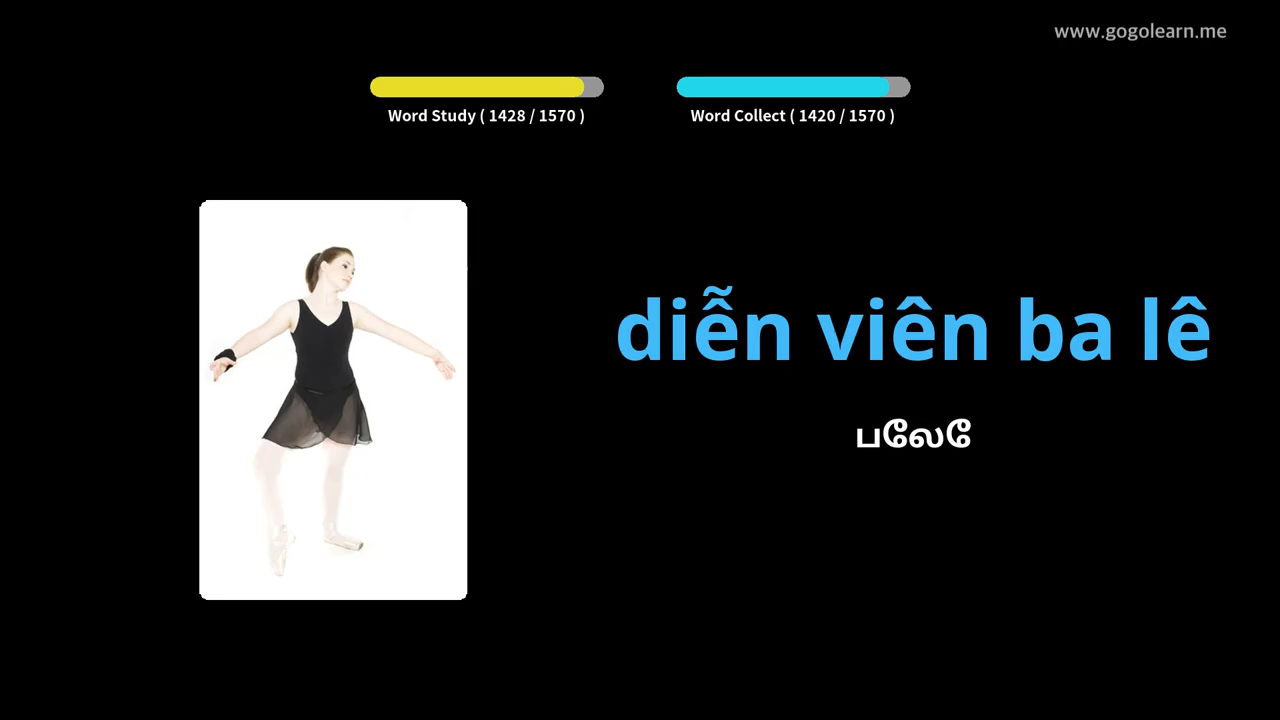 www.gogolearn.me
Word Study ( 1428 / 1570 )
Word Collect ( 1420 / 1570 )
diễn viên ba lê
பலேே